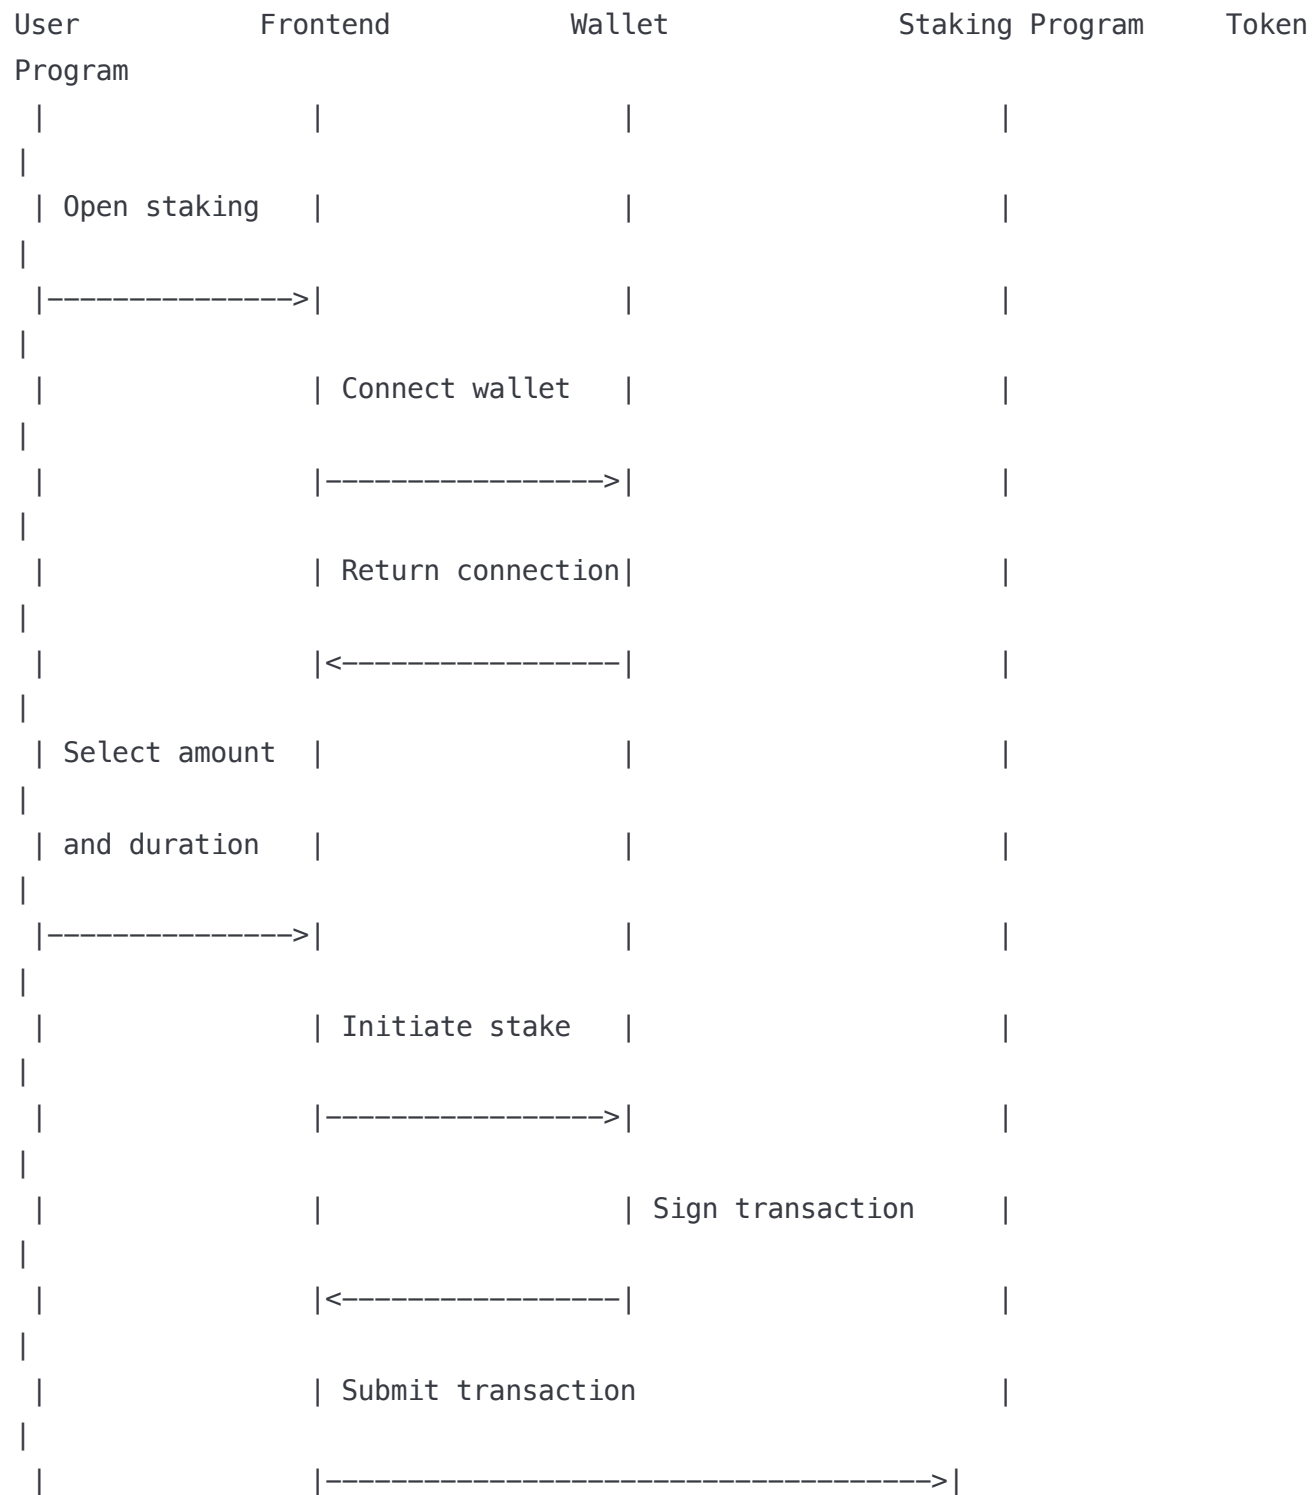 User           Frontend           Wallet              Staking Program     Token
Program
 |                 |                  |                       |
|
 | Open staking    |                  |                       |
|
 |--------------->|                  |                       |
|
 |                 | Connect wallet   |                       |
|
 |                 |----------------->|                       |
|
 |                 | Return connection|                       |
|
 |                 |<-----------------|                       |
|
 | Select amount   |                  |                       |
|
 | and duration    |                  |                       |
|
 |--------------->|                  |                       |
|
 |                 | Initiate stake   |                       |
|
 |                 |----------------->|                       |
|
 |                 |                  | Sign transaction      |
|
 |                 |<-----------------|                       |
|
 |                 | Submit transaction                       |
|
 |                 |------------------------------------->|